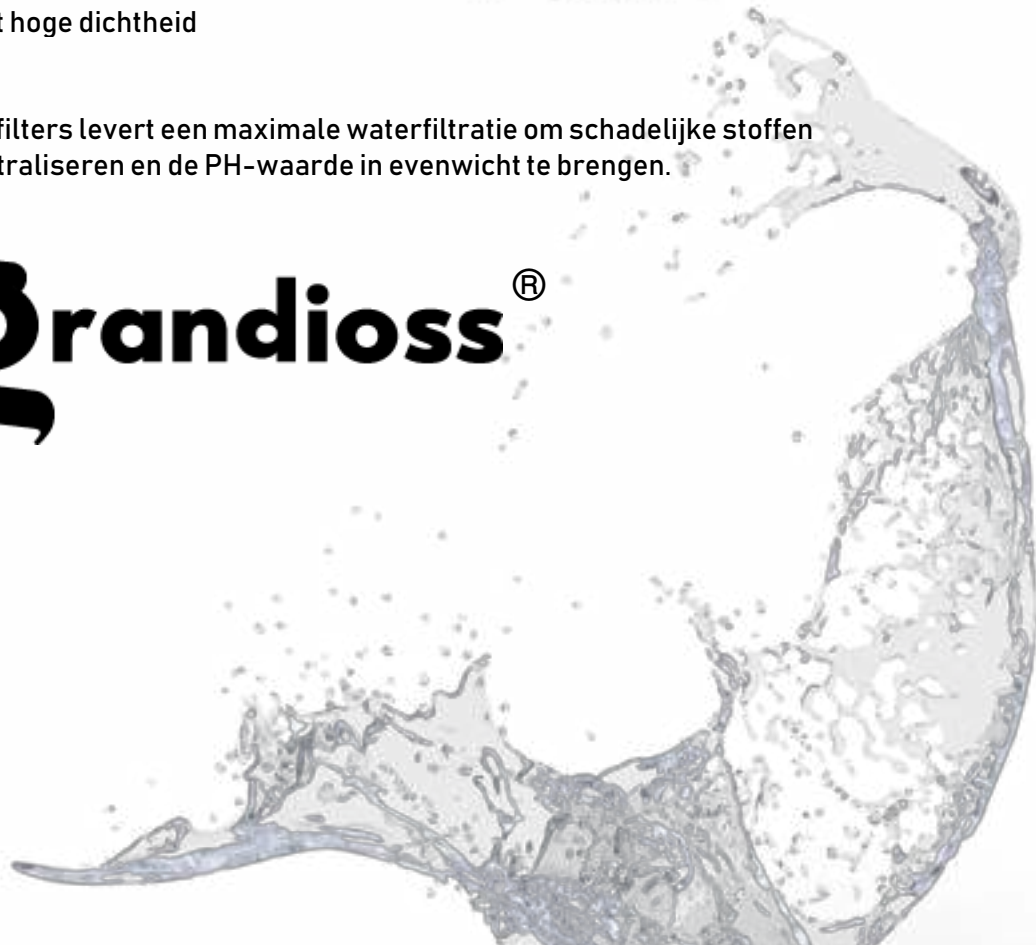 t hoge dichtheid
filters levert een maximale waterfiltratie om schadelijke stoffen
traliseren en de PH-waarde in evenwicht te brengen.
grandioss®